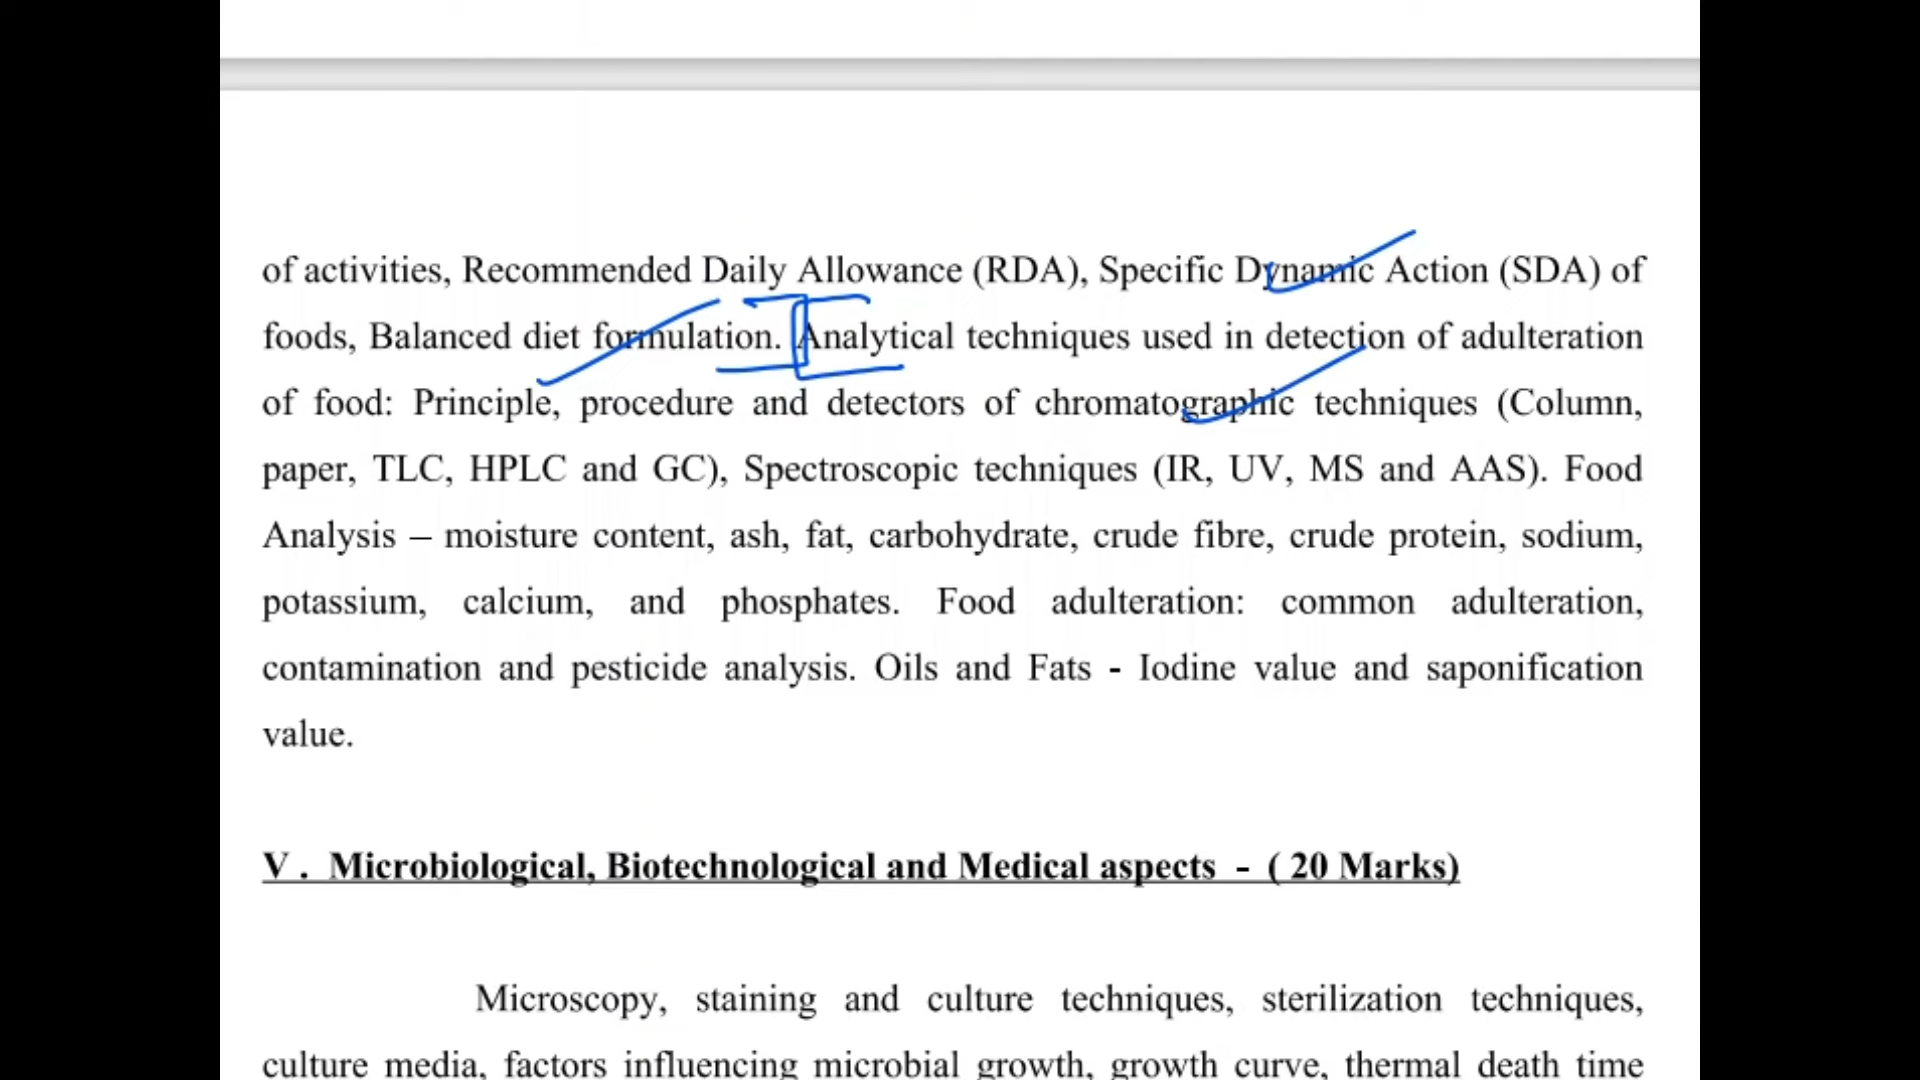 of activities, Recommended Daily Allowance (RDA), Specific Dynamic Action (SDA) of
foods, Balanced diet formulation. Analytical techniques used in detection of adulteration
of food: Principle, procedure and detectors of chromatographic techniques (Column,
paper, TLC, HPLC and GC), Spectroscopic techniques (IR, UV, MS and AAS). Food
Analysis – moisture content, ash, fat, carbohydrate, crude fibre, crude protein, sodium,
potassium, calcium, and phosphates. Food adulteration: common adulteration,
contamination and pesticide analysis. Oils and Fats - Iodine value and saponification
value.
V . Microbiological, Biotechnological and Medical aspects - ( 20 Marks)
Microscopy, staining and culture techniques, sterilization techniques,
culture media, factors influencing microbial growth, growth curve, thermal death time